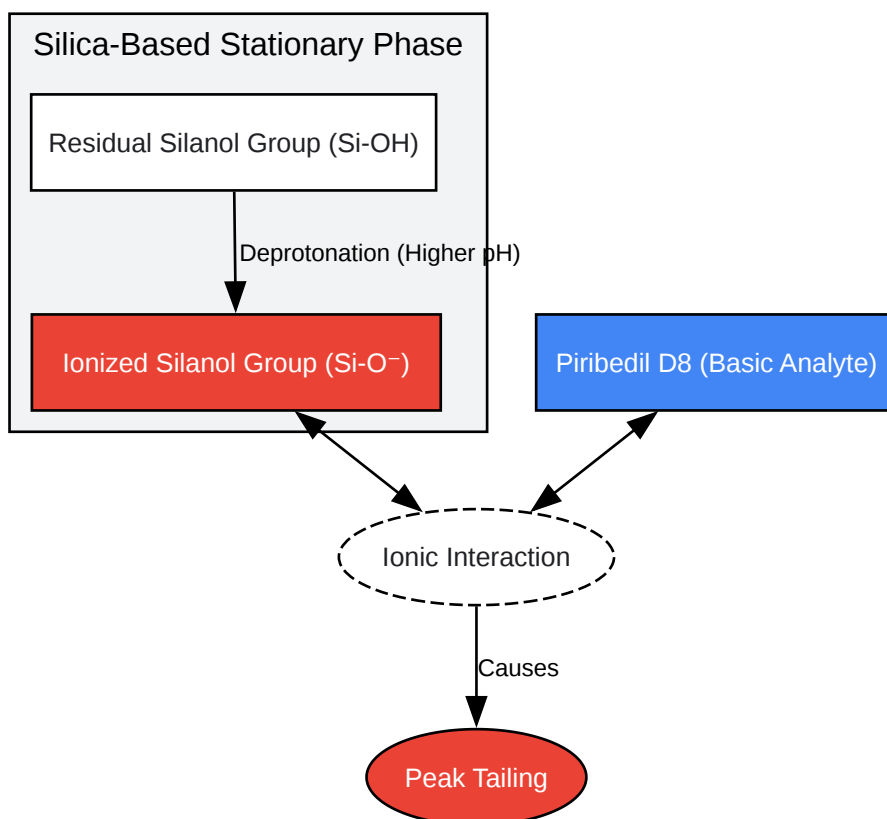 Silica-Based Stationary Phase
Residual Silanol Group (Si-OH)
Deprotonation (Higher pH)
Ionized Silanol Group (Si-O⁻)
Piribedil D8 (Basic Analyte)
Ionic Interaction
Causes
Peak Tailing